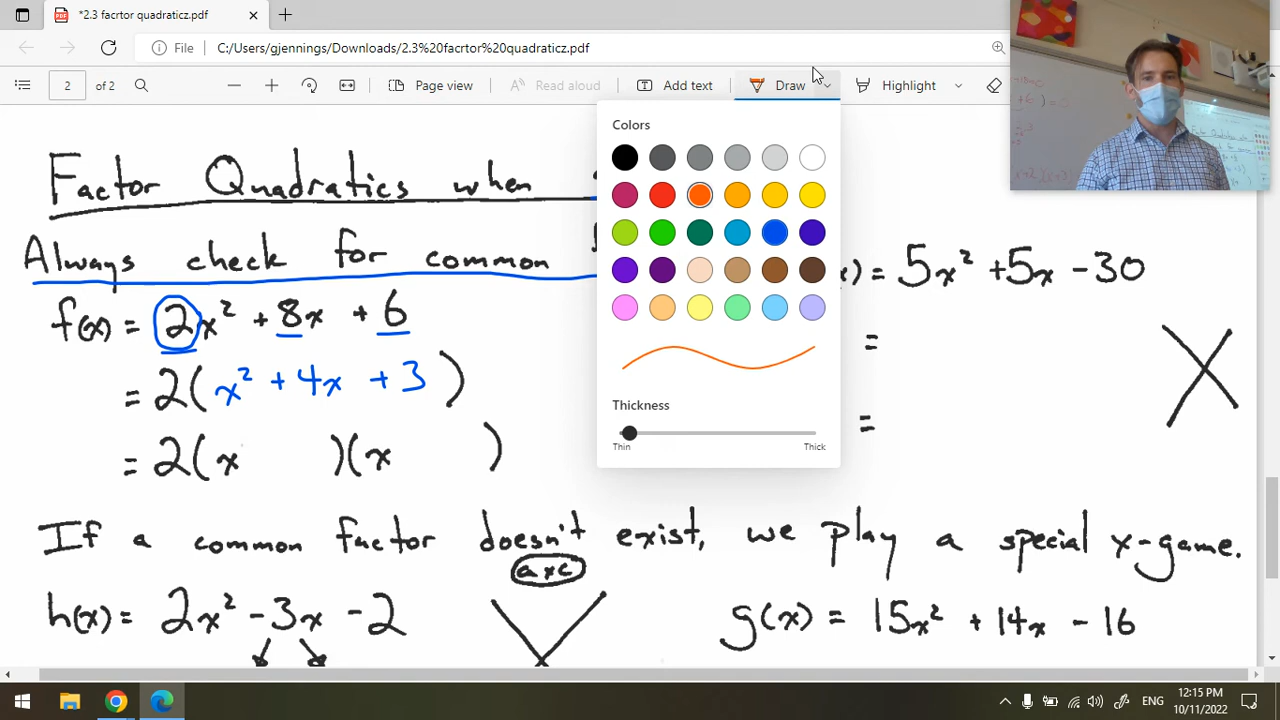 *2.3 facrtor quadraticz.pdf
File C:/Users/gjennings/Downloads/2.3%20facrtor%20quadraticz.pdf
2 of 2 Page view Read aloud Add text Draw Highlight
Colors
Thickness
Thin Thick
Factor Quadratics when
Always check for common
f(x) = 2x² + 8x + 6
= 2( x² + 4x + 3 )
= 2( x )( x )
x) = 5x² + 5x - 30
=
=
If a common factor doesn't exist, we play a special x-game.
axc
h(x) = 2x² - 3x - 2
g(x) = 15x² + 14x - 16
ENG
12:15 PM
10/11/2022